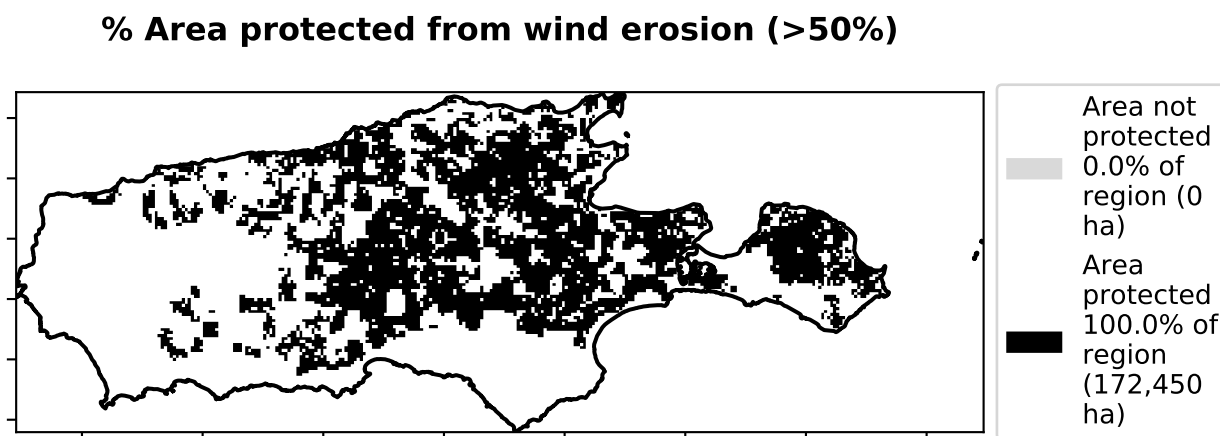 % Area protected from wind erosion (>50%)
Area not
protected
0.0% of
region (0
ha)
Area
protected
100.0% of
region
(172,450
ha)